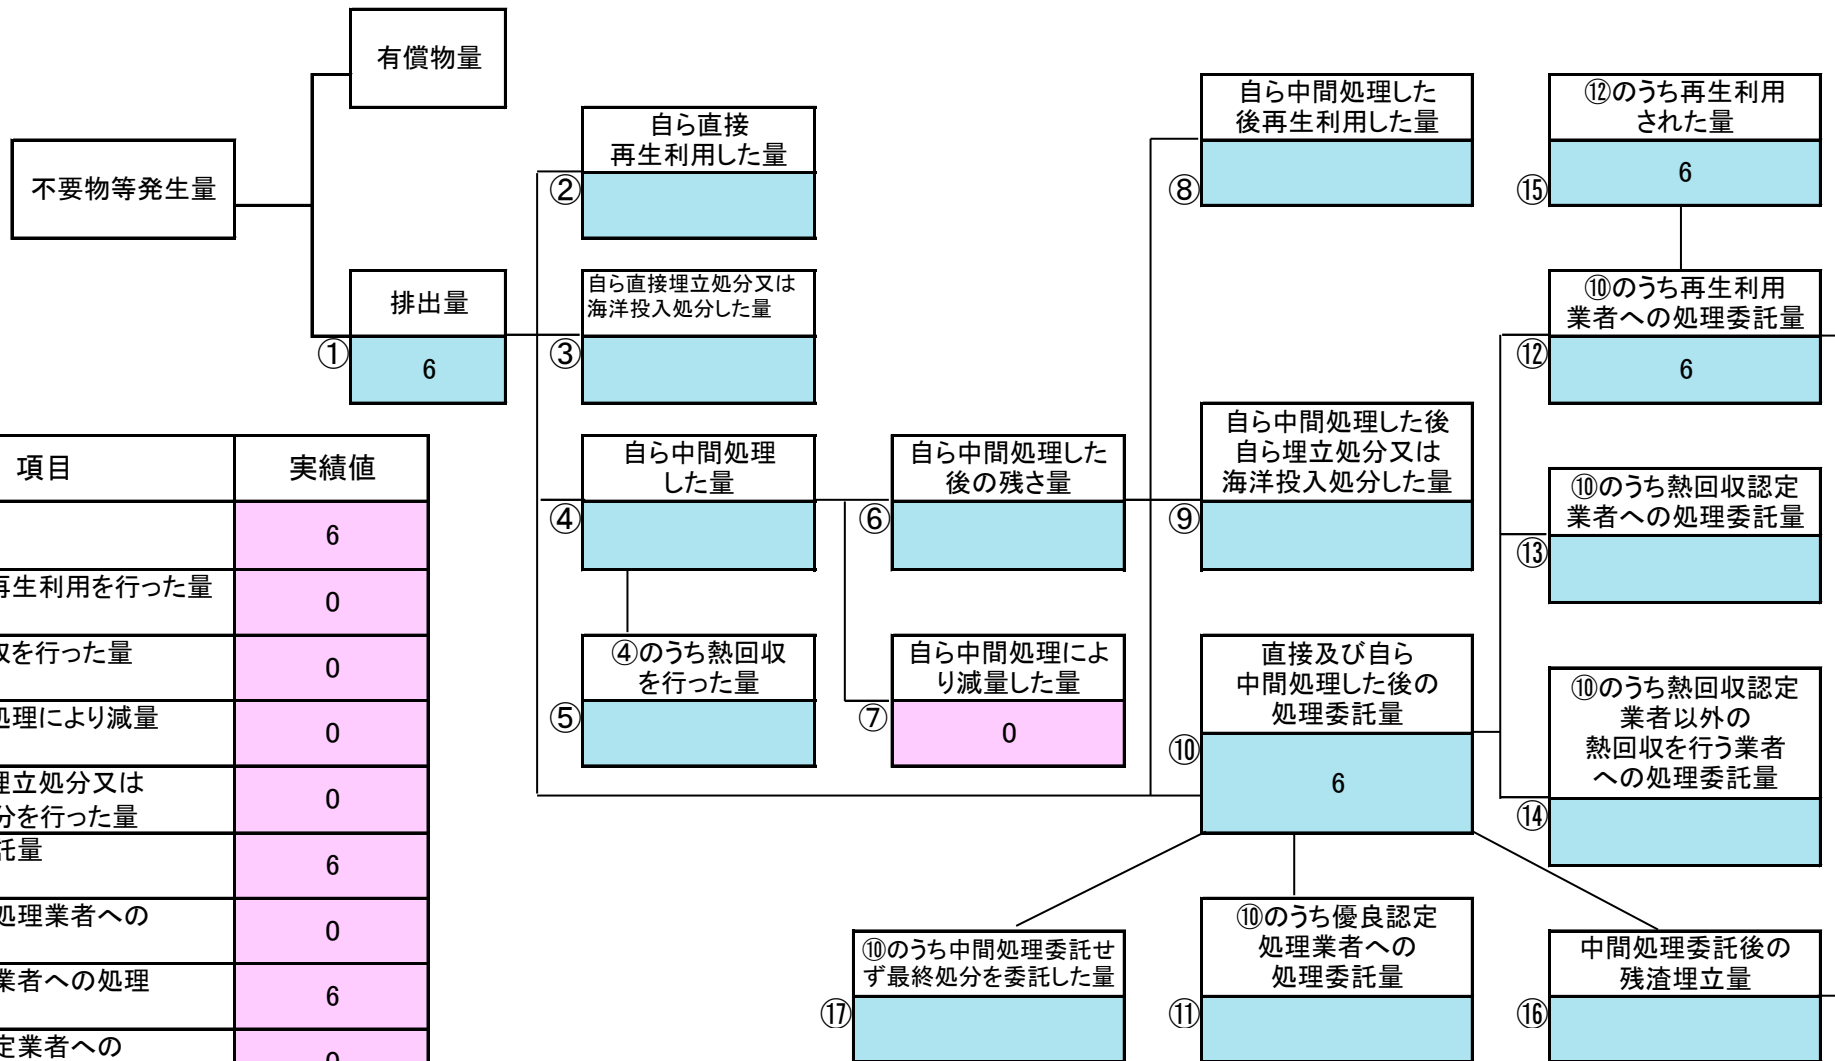 有償物量
不要物等発生量
排出量
①
6
自ら直接
再生利用した量
②
自ら直接埋立処分又は
海洋投入処分した量
③
自ら中間処理
した量
④
④のうち熱回収
を行った量
⑤
自ら中間処理した
後の残さ量
⑥
自ら中間処理によ
り減量した量
⑦
0
自ら中間処理した
後再生利用した量
⑧
自ら中間処理した後
自ら埋立処分又は
海洋投入処分した量
⑨
直接及び自ら
中間処理した後の
処理委託量
⑩
6
⑫のうち再生利用
された量
⑮
6
⑩のうち再生利用
業者への処理委託量
⑫
6
⑩のうち熱回収認定
業者への処理委託量
⑬
⑩のうち熱回収認定
業者以外の
熱回収を行う業者
への処理委託量
⑭
⑩のうち中間処理委託せ
ず最終処分を委託した量
⑰
⑩のうち優良認定
処理業者への
処理委託量
⑪
中間処理委託後の
残渣埋立量
⑯
項目 実績値
6
再生利用を行った量 0
を行った量 0
処理により減量 0
埋立処分又は
分を行った量 0
託量 6
処理業者への 0
業者への処理 6
定業者への 0